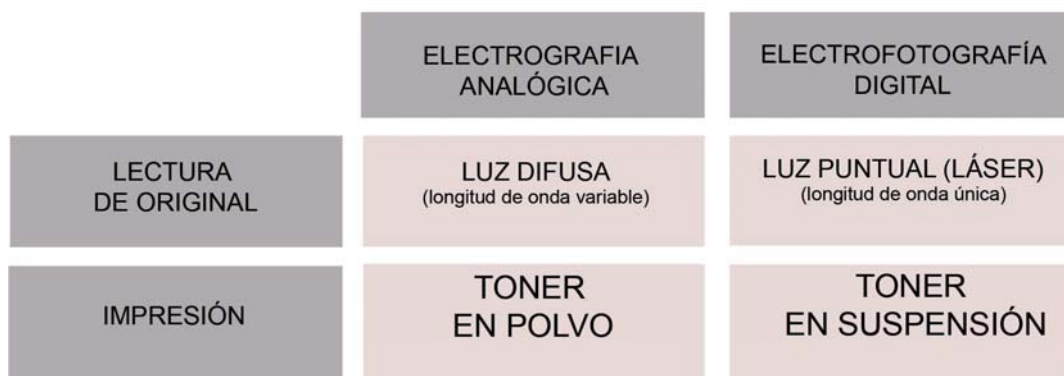 ELECTROGRAFIA
ANALÓGICA
ELECTROFOTOGRAFÍA
DIGITAL
LECTURA
DE ORIGINAL
LUZ DIFUSA
(longitud de onda variable)
LUZ PUNTUAL (LÁSER)
(longitud de onda única)
IMPRESIÓN
TONER
EN POLVO
TONER
EN SUSPENSIÓN